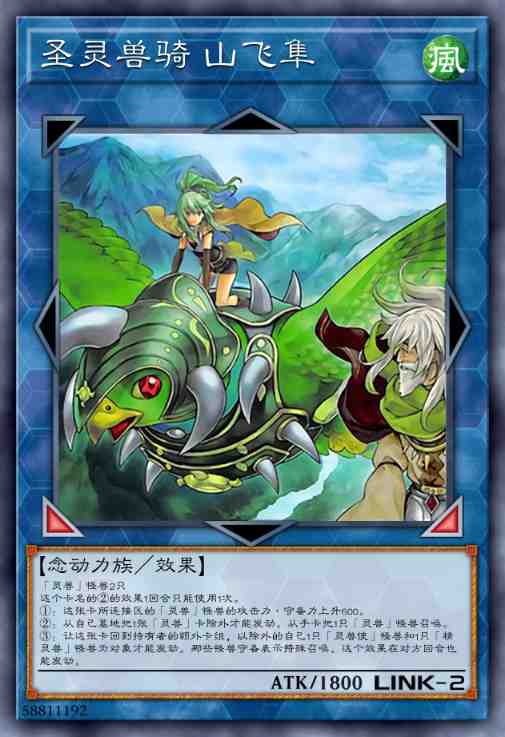 圣灵兽骑 山飞隼
風
【念动力族／效果】
「灵兽」怪兽2只
这个卡名的②的效果1回合只能使用1次。
①：这张卡所连接区的「灵兽」怪兽的攻击力·守备力上升600。
②：从自己墓地把1张「灵兽」卡除外才能发动。从手卡把1只「灵兽」怪兽召唤。
③：让这张卡回到持有者的额外卡组，以除外的自己1只「灵兽使」怪兽和1只「精
灵兽」怪兽为对象才能发动。那些怪兽守备表示特殊召唤。这个效果在对方回合也
能发动。
ATK/1800 LINK-2
58811192